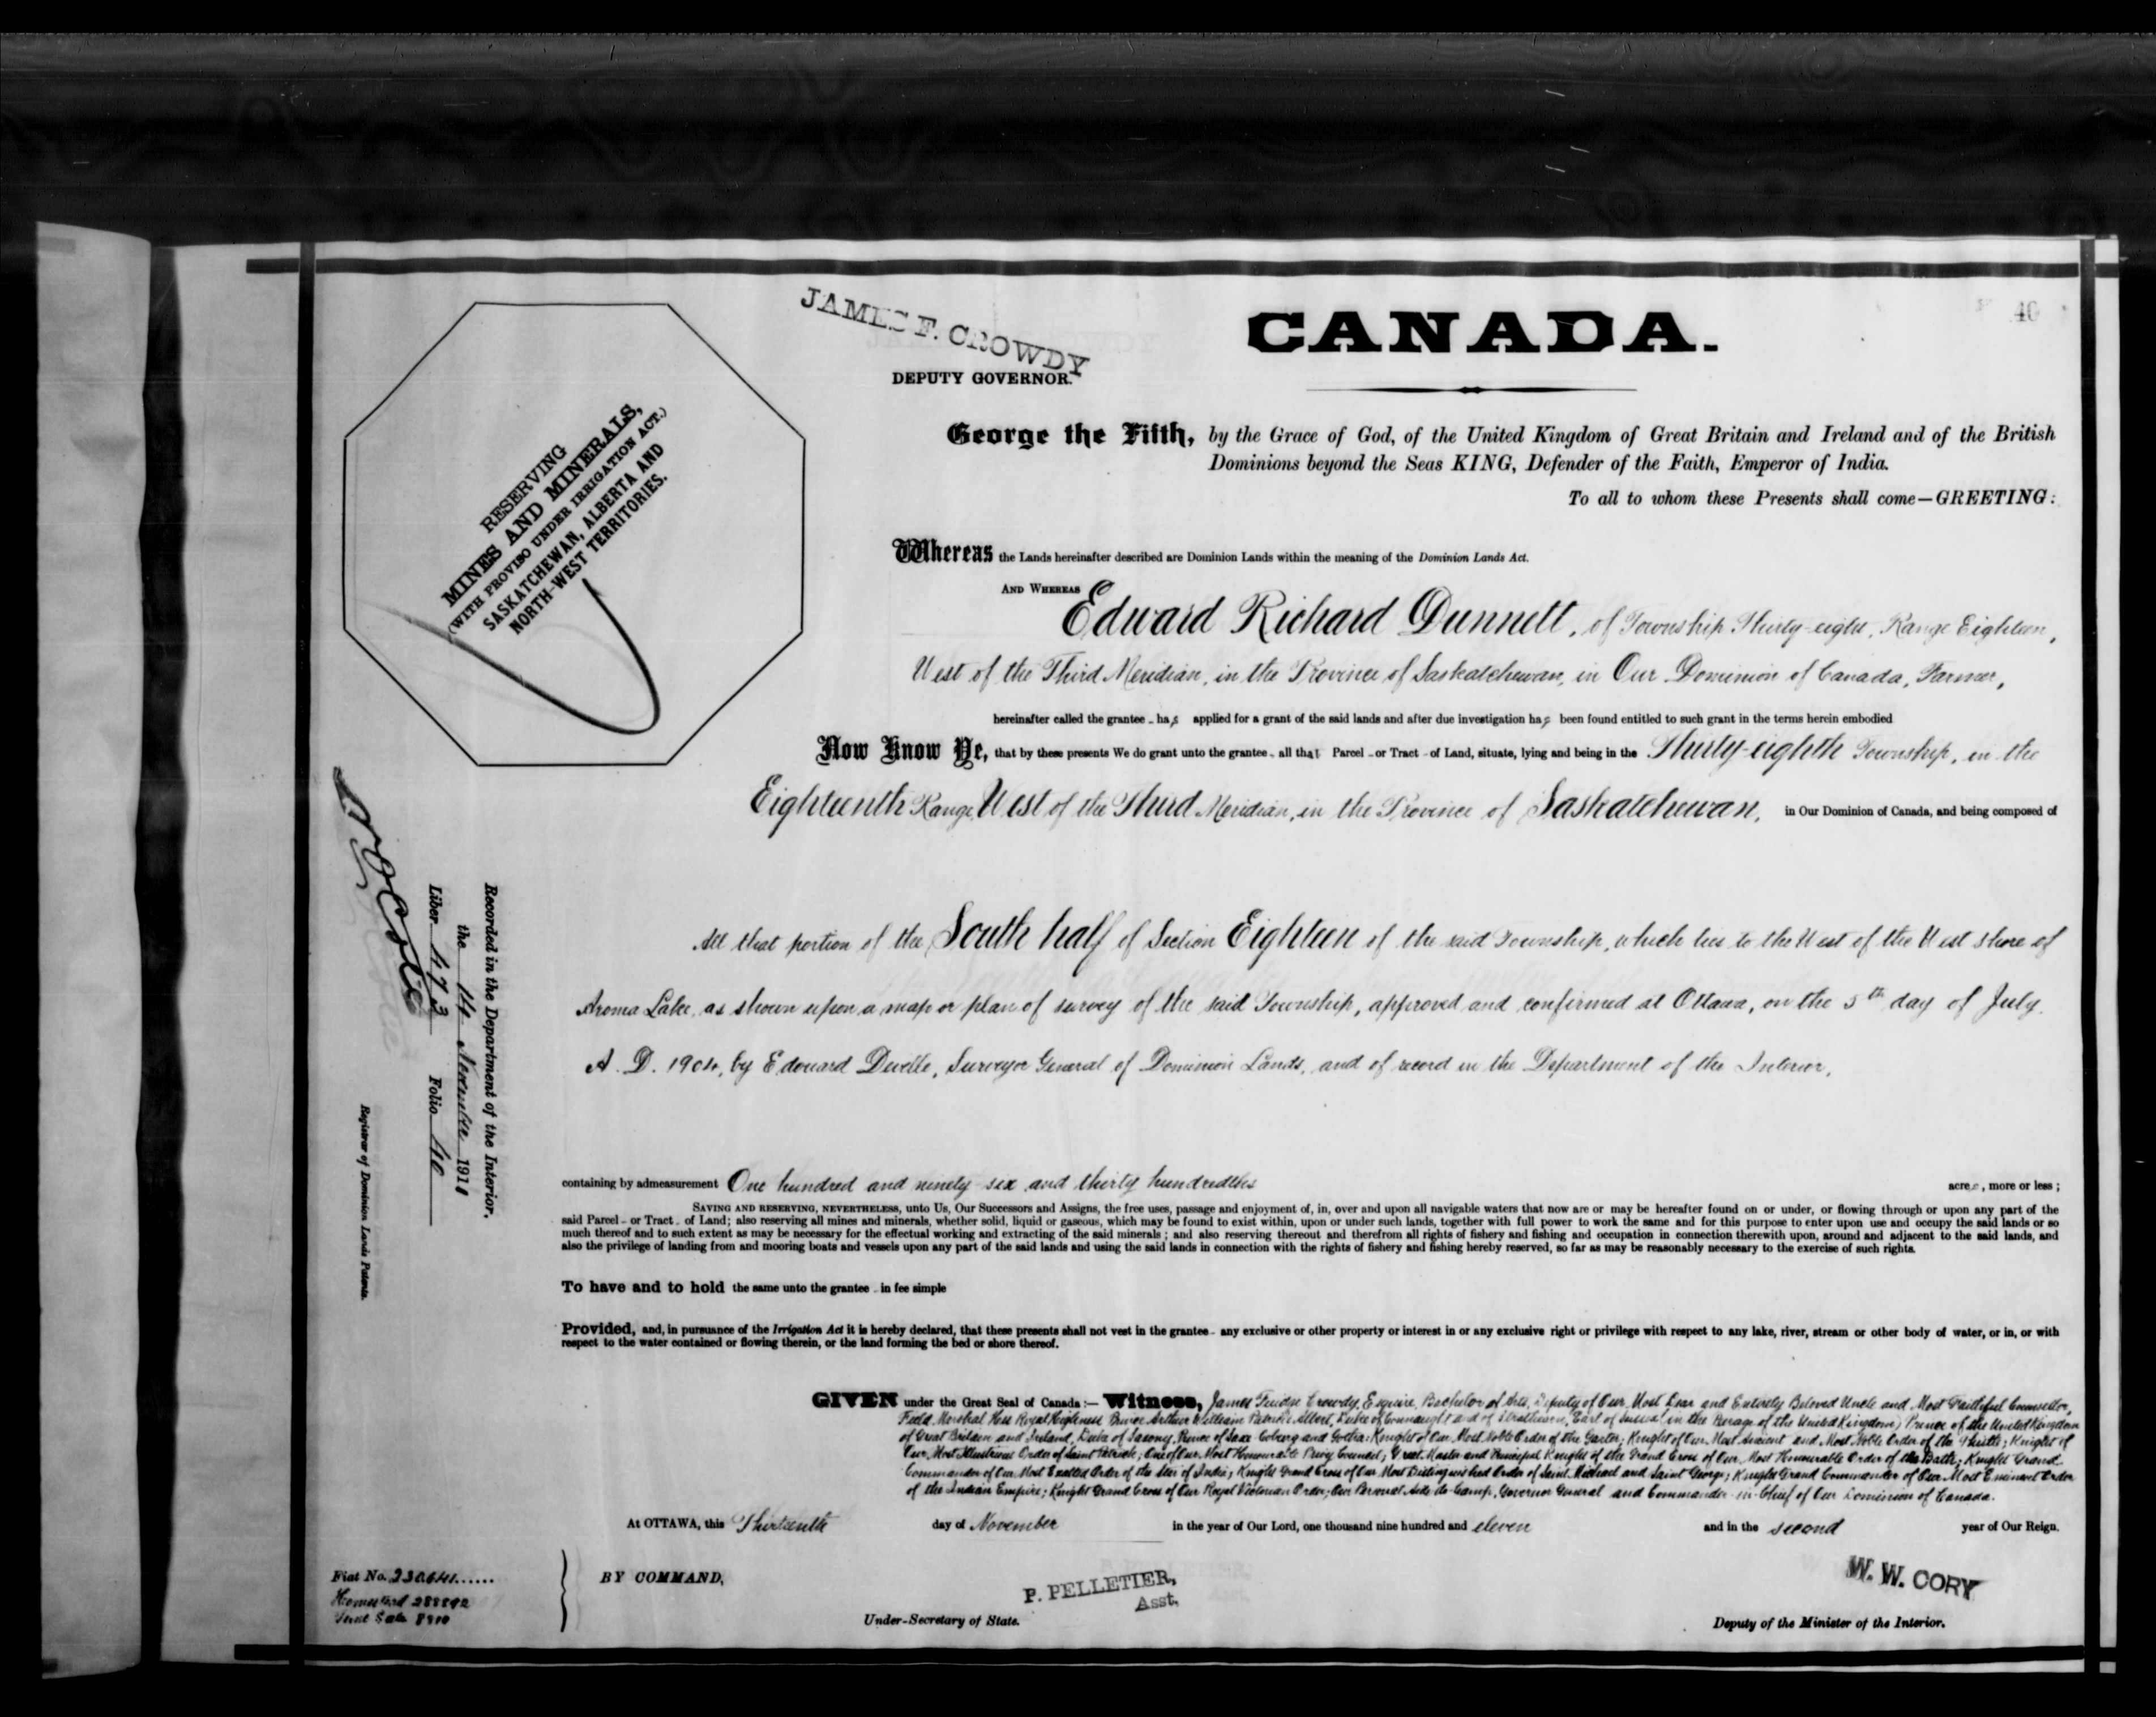 40
JAMES F. CROWDY
DEPUTY GOVERNOR.
CANADA.
RESERVING
MINES AND MINERALS,
(WITH PROVISO UNDER IRRIGATION ACT.)
SASKATCHEWAN, ALBERTA AND
NORTH-WEST TERRITORIES.
George the Fifth, by the Grace of God, of the United Kingdom of Great Britain and Ireland and of the British
Dominions beyond the Seas KING, Defender of the Faith, Emperor of India.
To all to whom these Presents shall come—GREETING:
Whereas the Lands hereinafter described are Dominion Lands within the meaning of the Dominion Lands Act.
AND WHEREAS Edward Richard Dunnett, of Township Thirty-eight, Range Eighteen,
West of the Third Meridian, in the Province of Saskatchewan, in Our Dominion of Canada, Farmer,
hereinafter called the grantee - has applied for a grant of the said lands and after due investigation has been found entitled to such grant in the terms herein embodied
Now Know Ye, that by these presents We do grant unto the grantee - all that Parcel - or Tract - of Land, situate, lying and being in the Thirty-eighth Township, in the
Eighteenth Range, West of the Third Meridian, in the Province of Saskatchewan, in Our Dominion of Canada, and being composed of
All that portion of the South half of Section Eighteen of the said Township, which lies to the West of the West shore of
Aroma Lake, as shown upon a map or plan of survey of the said Township, approved and confirmed at Ottawa, on the 5th day of July.
A. D. 1904, by Edouard Deville, Surveyor General of Dominion Lands, and of record in the Department of the Interior,
containing by admeasurement One hundred and ninety-six and thirty hundredths acres, more or less;
SAVING AND RESERVING, NEVERTHELESS, unto Us, Our Successors and Assigns, the free uses, passage and enjoyment of, in, over and upon all navigable waters that now are or may be hereafter found on or under, or flowing through or upon any part of the
said Parcel - or Tract - of Land; also reserving all mines and minerals, whether solid, liquid or gaseous, which may be found to exist within, upon or under such lands, together with full power to work the same and for this purpose to enter upon use and occupy the said lands or so
much thereof and to such extent as may be necessary for the effectual working and extracting of the said minerals; and also reserving thereout and therefrom all rights of fishery and fishing and occupation in connection therewith upon, around and adjacent to the said lands, and
also the privilege of landing from and mooring boats and vessels upon any part of the said lands and using the said lands in connection with the rights of fishery and fishing hereby reserved, so far as may be reasonably necessary to the exercise of such rights.
To have and to hold the same unto the grantee - in fee simple
Provided, and, in pursuance of the Irrigation Act it is hereby declared, that these presents shall not vest in the grantee - any exclusive or other property or interest in or any exclusive right or privilege with respect to any lake, river, stream or other body of water, or in, or with
respect to the water contained or flowing therein, or the land forming the bed or shore thereof.
GIVEN under the Great Seal of Canada:— Witness, James Crowdy, Esquire, Bachelor of Arts, Deputy of Our Most Dear and Entirely Beloved Uncle and Most Faithful Counsellor,
Field Marshal His Royal Highness Prince Arthur William Patrick Albert, Duke of Connaught and of Strathearn, Earl of Sussex (in the Peerage of the United Kingdom) Prince of the United Kingdom
of Great Britain and Ireland, Duke of Saxony, Prince of Saxe Coburg and Gotha; Knight of Our Most Noble Order of the Garter; Knight of Our Most Ancient and Most Noble Order of the Thistle; Knight of
Our Most Illustrious Order of Saint Patrick; One of Our Most Honourable Privy Council; Great Master and Principal Knight of the Grand Cross of Our Most Honourable Order of the Bath; Knight Grand
Commander of Our Most Exalted Order of the Star of India; Knight Grand Cross of Our Most Distinguished Order of Saint Michael and Saint George; Knight Grand Commander of Our Most Eminent Order
of the Indian Empire; Knight Grand Cross of Our Royal Victorian Order; Our Personal Aide-de-Camp, Governor General and Commander-in-Chief of Our Dominion of Canada.
At OTTAWA, this Thirteenth day of November in the year of Our Lord, one thousand nine hundred and eleven and in the second year of Our Reign.
BY COMMAND,
P. PELLETIER,
Asst.
Under-Secretary of State.
W. W. CORY
Deputy of the Minister of the Interior.
Recorded in the Department of the Interior.
the 14 November 1911
Liber 473 Folio 40
Registrar of Dominion Lands Patents.
Fiat No. 230641......
Homestead 288892
Sale 8910